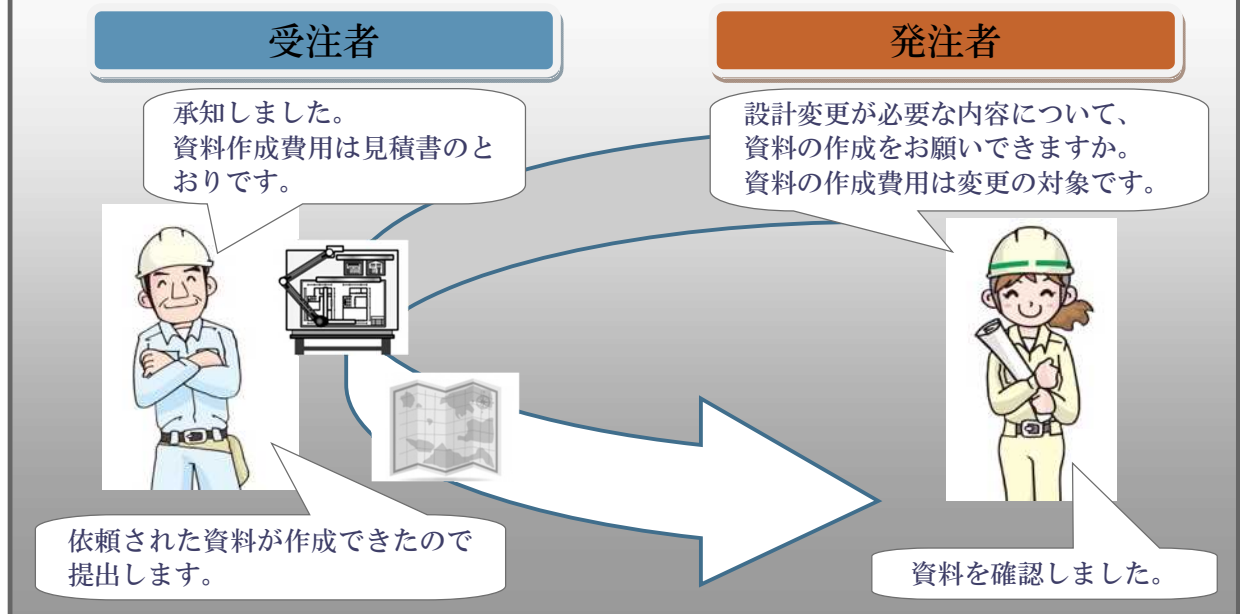 受注者
発注者
承知しました。
資料作成費用は見積書のと
おりです。
設計変更が必要な内容について、
資料の作成をお願いできますか。
資料の作成費用は変更の対象です。
依頼された資料が作成できたので
提出します。
資料を確認しました。